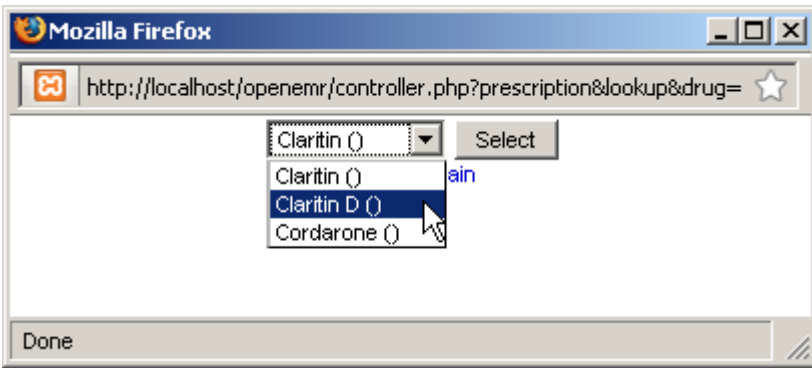 Mozilla Firefox
http://localhost/openemr/controller.php?prescription&lookup&drug=
Claritin () Select
Claritin ()
ain
Claritin D ()
Cordarone ()
Done